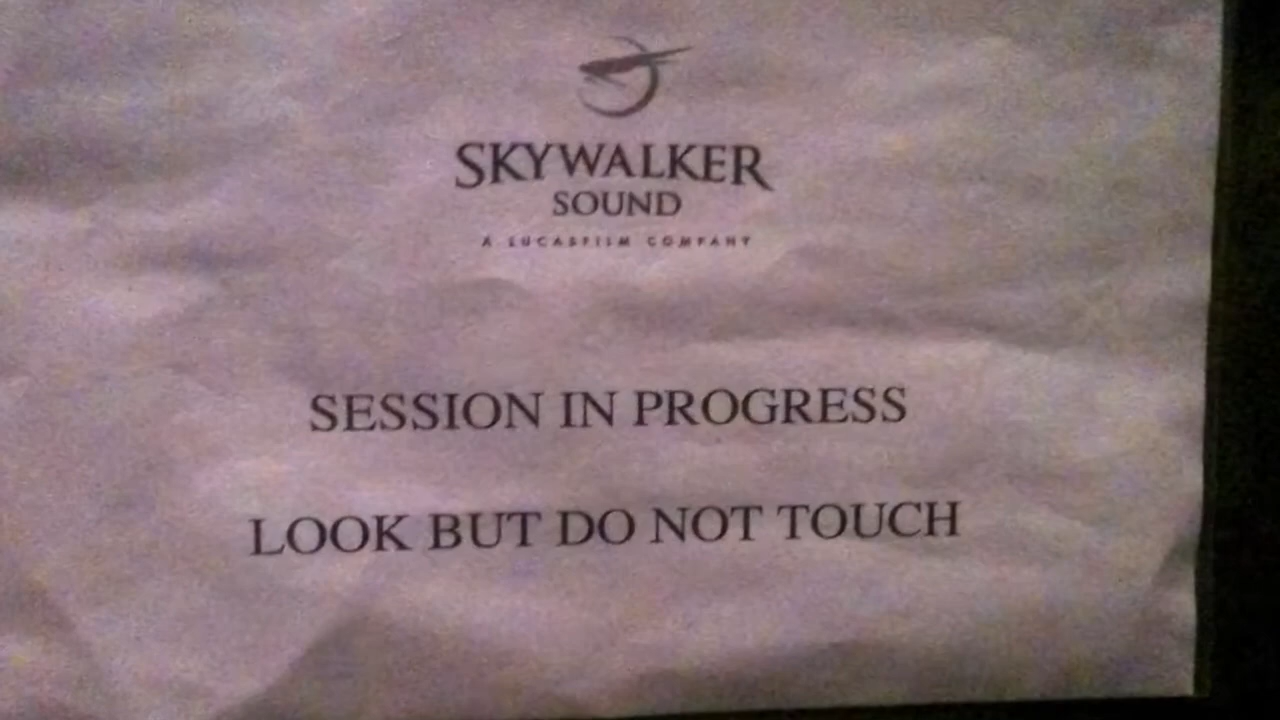 SKYWALKER
SOUND
A LUCASFILM COMPANY
SESSION IN PROGRESS
LOOK BUT DO NOT TOUCH